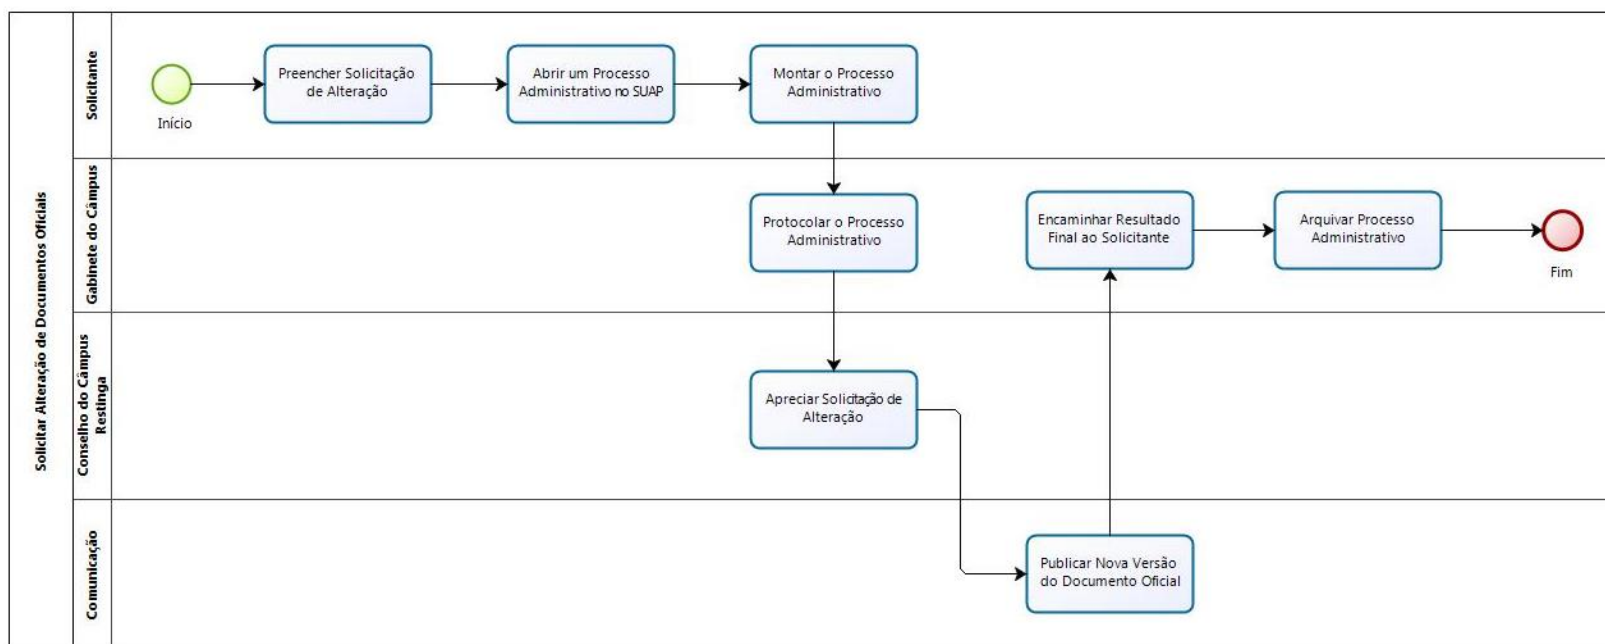 Solicitar Alteração de Documentos Oficiais
Solicitante
Início
Preencher Solicitação
de Alteração
Abrir um Processo
Administrativo no SUAP
Montar o Processo
Administrativo
Gabinete do Câmpus
Protocolar o Processo
Administrativo
Encaminhar Resultado
Final ao Solicitante
Arquivar Processo
Administrativo
Fim
Conselho do Câmpus
Restinga
Apreciar Solicitação de
Alteração
Comunicação
Publicar Nova Versão
do Documento Oficial